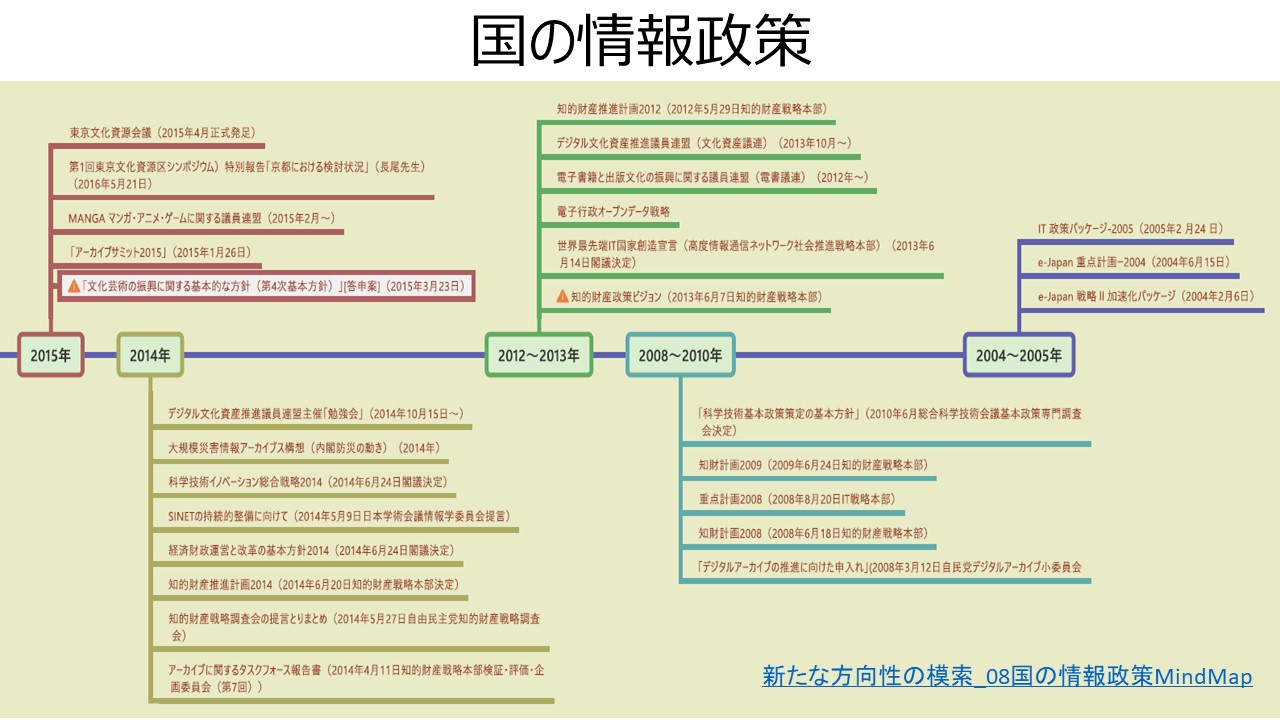 国の情報政策
東京文化資源会議（2015年4月正式発足）
第1回東京文化資源区シンポジウム）特別報告「京都における検討状況」（長尾先生）
（2016年5月21日）
MANGA マンガ・アニメ・ゲームに関する議員連盟（2015年2月～）
「アーカイブサミット2015」（2015年1月26日）
「文化芸術の振興に関する基本的な方針（第4次基本方針）」[答申案]（2015年3月23日）
知的財産推進計画2012（2012年5月29日知的財産戦略本部）
デジタル文化資産推進議員連盟（文化資産議連）（2013年10月～）
電子書籍と出版文化の振興に関する議員連盟（電書議連）（2012年～）
電子行政オープンデータ戦略
世界最先端IT国家創造宣言（高度情報通信ネットワーク社会推進戦略本部）（2013年6
月14日閣議決定）
知的財産政策ビジョン（2013年6月7日知的財産戦略本部）
IT 政策パッケージ-2005（2005年2 月24 日）
e-Japan 重点計画−2004（2004年6月15日）
e-Japan 戦略Ⅱ加速化パッケージ（2004年2月6日）
2015年
2014年
2012～2013年
2008～2010年
2004～2005年
デジタル文化資産推進議員連盟主催「勉強会」（2014年10月15日～）
大規模災害情報アーカイブス構想（内閣防災の動き）（2014年）
科学技術イノベーション総合戦略2014（2014年6月24日閣議決定）
SINETの持続的整備に向けて（2014年5月9日日本学術会議情報学委員会提言）
経済財政運営と改革の基本方針2014（2014年6月24日閣議決定）
知的財産推進計画2014（2014年6月20日知的財産戦略本部決定）
知的財産戦略調査会の提言とりまとめ（2014年5月27日自由民主党知的財産戦略調査
会）
アーカイブに関するタスクフォース報告書（2014年4月11日知的財産戦略本部検証・評価・企
画委員会（第7回））
「科学技術基本政策策定の基本方針」（2010年6月総合科学技術会議基本政策専門調査
会決定）
知財計画2009（2009年6月24日知的財産戦略本部）
重点計画2008（2008年8月20日IT戦略本部）
知財計画2008（2008年6月18日知的財産戦略本部）
「デジタルアーカイブの推進に向けた申入れ」(2008年3月12日自民党デジタルアーカイブ小委員会
新たな方向性の模索_08国の情報政策MindMap